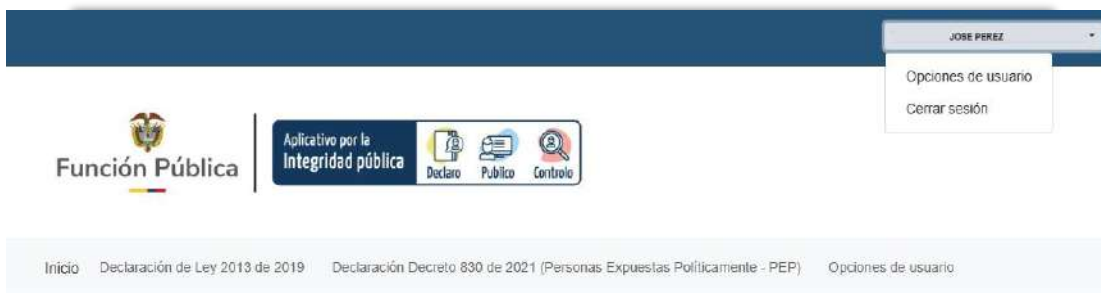 JOSE PEREZ
Opciones de usuario
Cerrar sesión
Función Pública
Aplicativo por la
Integridad pública
Declaro Publico Controlo
Inicio Declaración de Ley 2013 de 2019 Declaración Decreto 830 de 2021 (Personas Expuestas Políticamente - PEP) Opciones de usuario